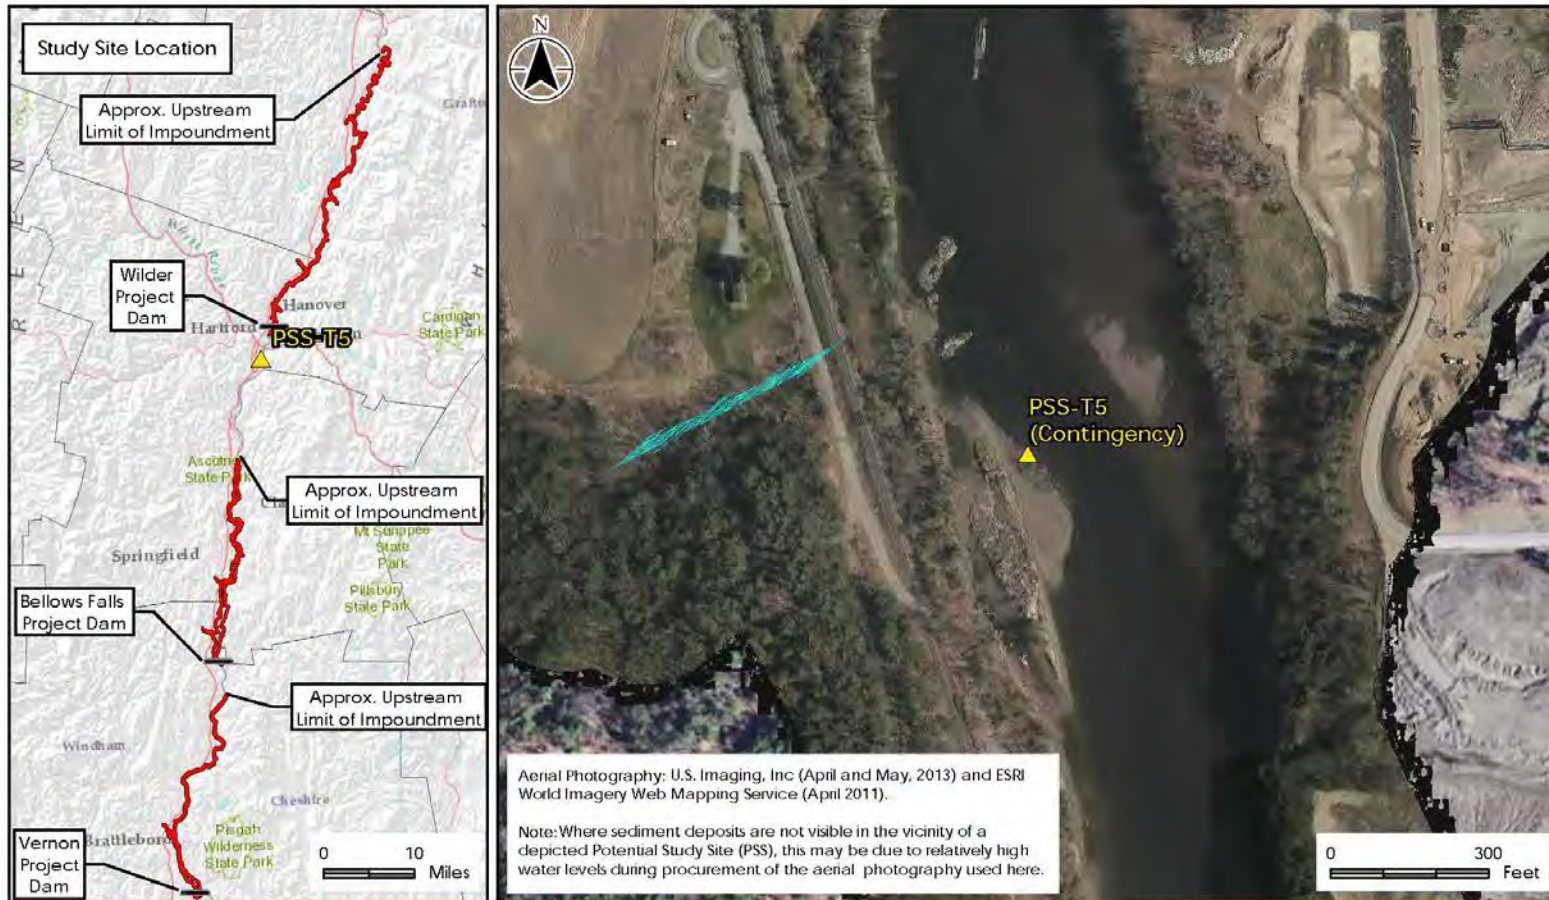 Study Site Location
Approx. Upstream
Limit of Impoundment
White River
Wilder
Project
Dam
Hanover
Hartford
Cardigan
State Park
PSS-T5
Ascutney
State Park
Approx. Upstream
Limit of Impoundment
Mt Sunapee
State
Park
Springfield
Pillsbury
State Park
Bellows Falls
Project Dam
Approx. Upstream
Limit of Impoundment
Windham
Cheshire
Brattleboro
Pisgah
Wilderness
State Park
Vernon
Project
Dam
0 10
Miles
N
PSS-T5
(Contingency)
Aerial Photography: U.S. Imaging, Inc (April and May, 2013) and ESRI
World Imagery Web Mapping Service (April 2011).
Note: Where sediment deposits are not visible in the vicinity of a
depicted Potential Study Site (PSS), this may be due to relatively high
water levels during procurement of the aerial photography used here.
0 300
Feet